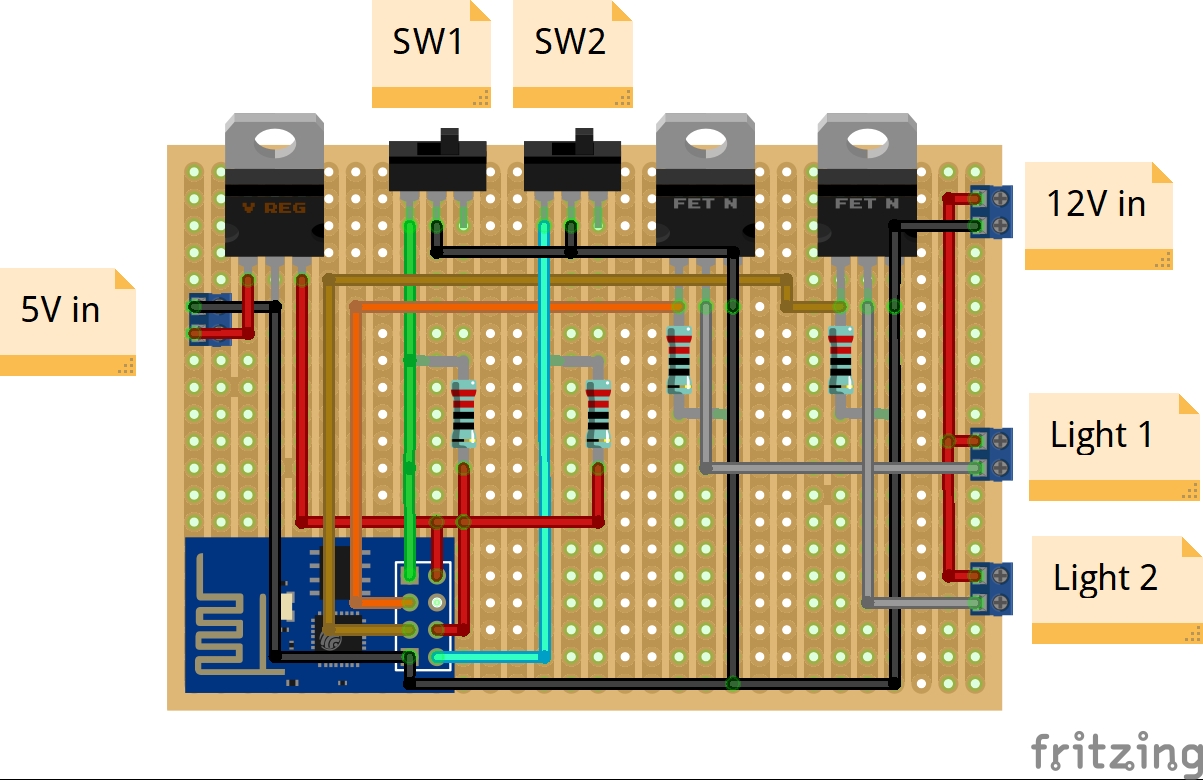 SW1
SW2
V REG
FET N
FET N
12V in
5V in
Light 1
Light 2
fritzing